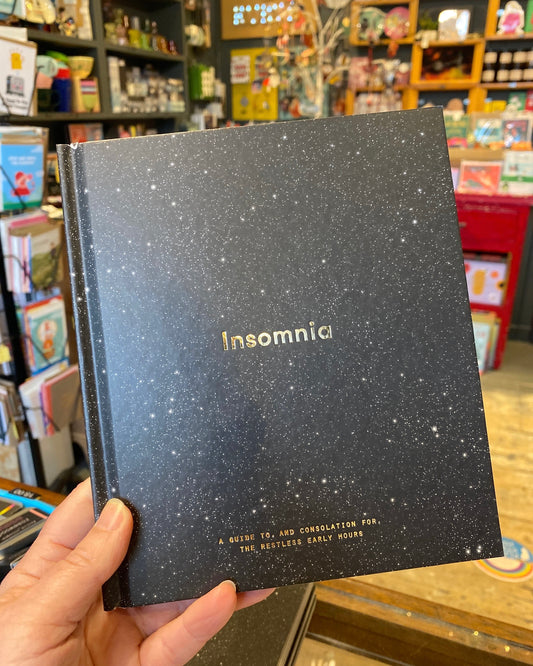 Insomnia
A GUIDE TO, AND CONSOLATION FOR,
THE RESTLESS EARLY HOURS